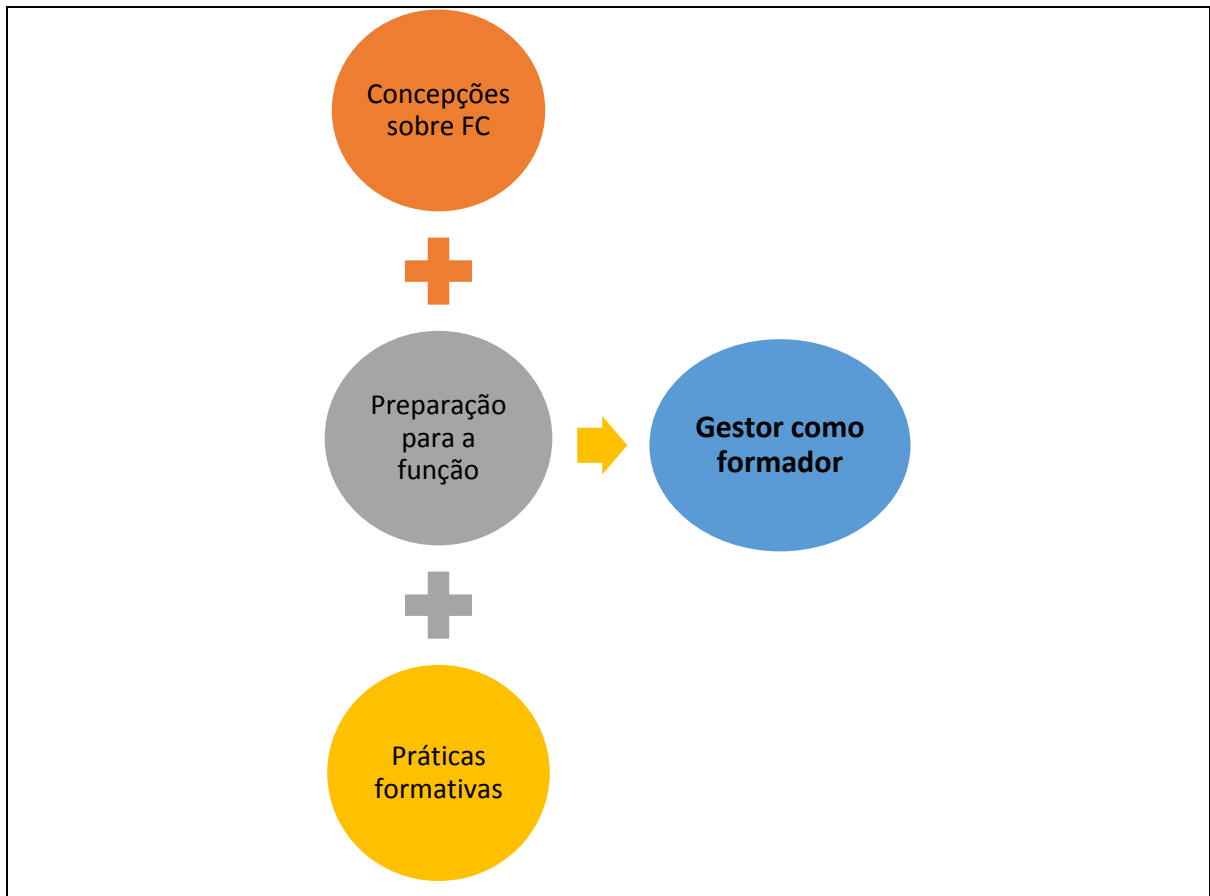 Concepções
sobre FC
Preparação
para a
função
Gestor como
formador
Práticas
formativas